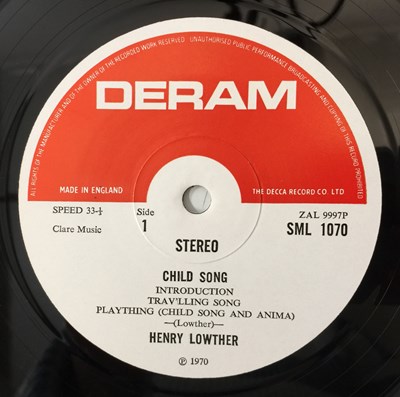 ALL RIGHTS OF THE MANUFACTURER AND OF THE OWNER OF THE RECORDED WORK RESERVED. UNAUTHORISED PUBLIC PERFORMANCE BROADCASTING AND COPYING OF THIS RECORD PROHIBITED
DERAM
MADE IN ENGLAND
THE DECCA RECORD CO. LTD
SPEED 33-⅓
Side
ZAL 9997P
Clare Music
1
SML 1070
STEREO
CHILD SONG
INTRODUCTION
TRAV'LLING SONG
PLAYTHING (CHILD SONG AND ANIMA)
—(Lowther)—
HENRY LOWTHER
℗ 1970